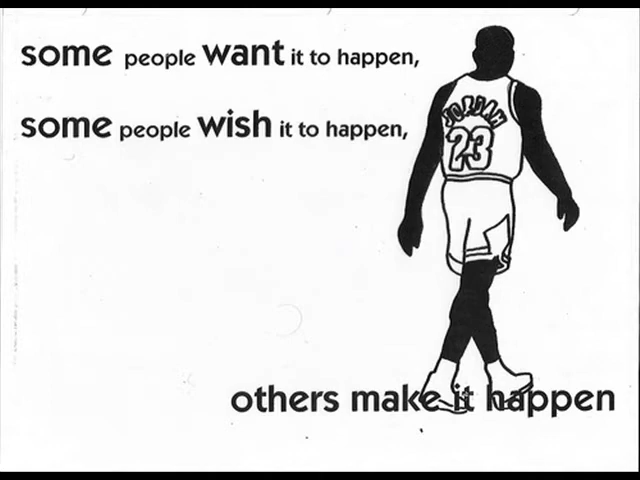 some people want it to happen,
some people wish it to happen,
JORDAN
23
others make it happen